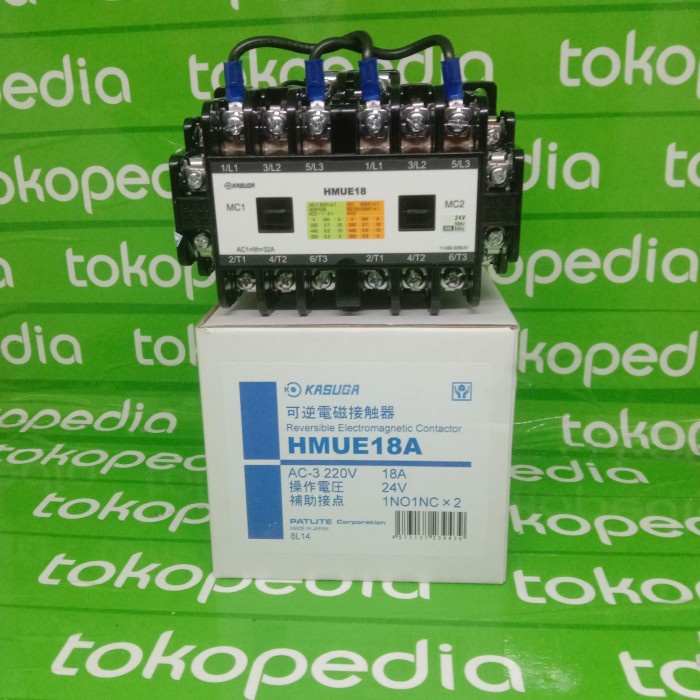 tokopedia
tokopedia
tokopedia
tokopedia
tokopedia
tokopedia
tokopedia
tokopedia
1/L1 3/L2 5/L3 1/L1 3/L2 5/L3
KASUGA
HMUE18
MC1
MC2
24V
AC1=Ith=32A
2/T1 4/T2 6/T3 2/T1 4/T2 6/T3
KASUGA
可逆電磁接触器
Reversible Electromagnetic Contactor
HMUE18A
AC-3 220V 18A
操作電圧 24V
補助接点 1NO1NC×2
PATLITE Corporation
MADE IN JAPAN
8L14